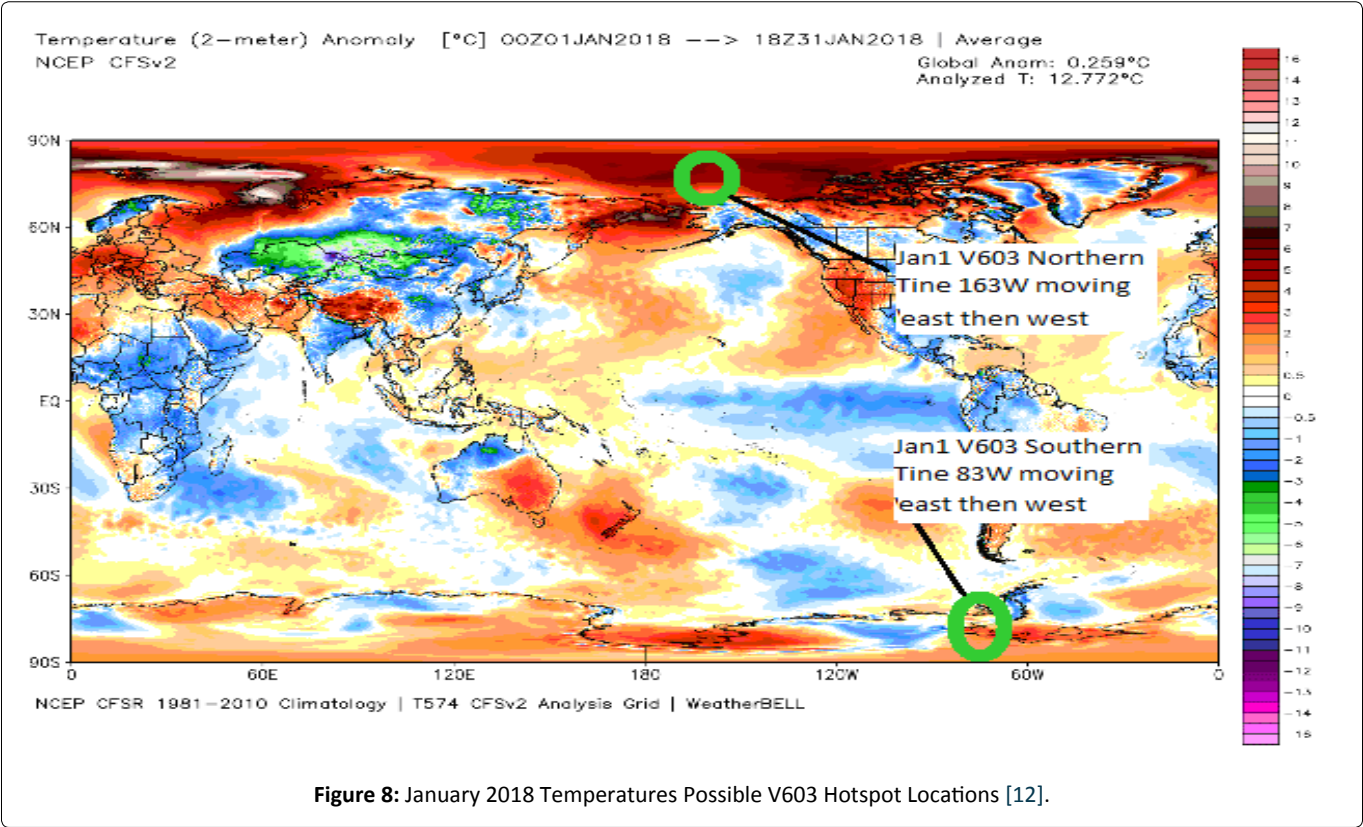 Temperature (2-meter) Anomaly [°C] 00Z01JAN2018 --> 18Z31JAN2018 | Average
NCEP CFSv2
Global Anom: 0.259°C
Analyzed T: 12.772°C
90N
60N
30N
EQ
30S
60S
90S
0
60E
120E
180
120W
60W
0
Jan1 V603 Northern
Tine 163W moving
'east then west
Jan1 V603 Southern
Tine 83W moving
'east then west
16
14
13
12
11
10
9
8
7
6
5
4
3
2
1
0.5
0
-0.5
-1
-2
-3
-4
-5
-6
-7
-8
-9
-10
-11
-12
-13
-14
15
NCEP CFSR 1981-2010 Climatology | T574 CFSv2 Analysis Grid | WeatherBELL
Figure 8: January 2018 Temperatures Possible V603 Hotspot Locations [12].